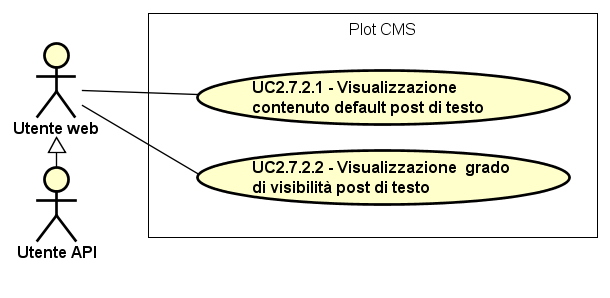 Plot CMS
UC2.7.2.1 - Visualizzazione
contenuto default post di testo
Utente web
UC2.7.2.2 - Visualizzazione  grado
di visibilità post di testo
Utente API